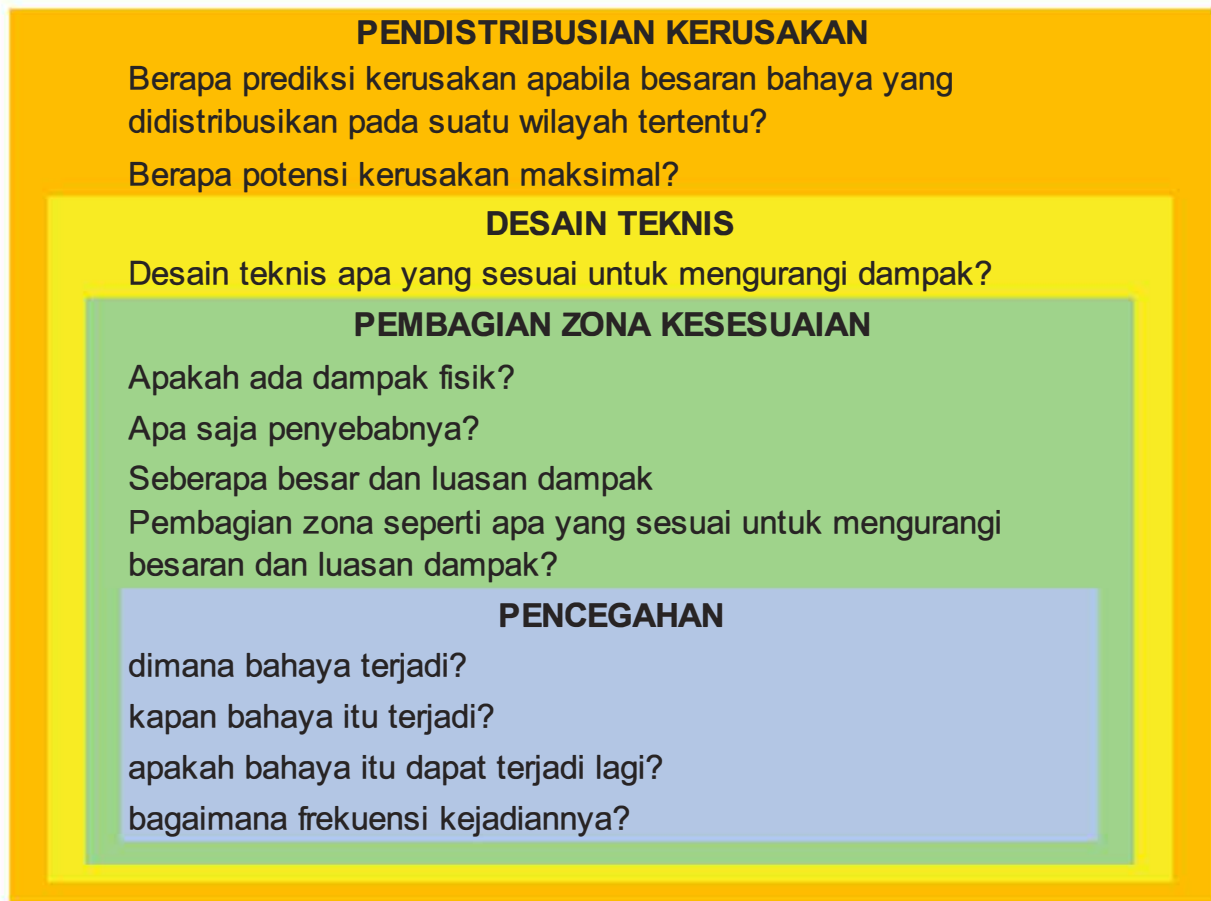 PENDISTRIBUSIAN KERUSAKAN
Berapa prediksi kerusakan apabila besaran bahaya yang
didistribusikan pada suatu wilayah tertentu?
Berapa potensi kerusakan maksimal?
DESAIN TEKNIS
Desain teknis apa yang sesuai untuk mengurangi dampak?
PEMBAGIAN ZONA KESESUAIAN
Apakah ada dampak fisik?
Apa saja penyebabnya?
Seberapa besar dan luasan dampak
Pembagian zona seperti apa yang sesuai untuk mengurangi
besaran dan luasan dampak?
PENCEGAHAN
dimana bahaya terjadi?
kapan bahaya itu terjadi?
apakah bahaya itu dapat terjadi lagi?
bagaimana frekuensi kejadiannya?